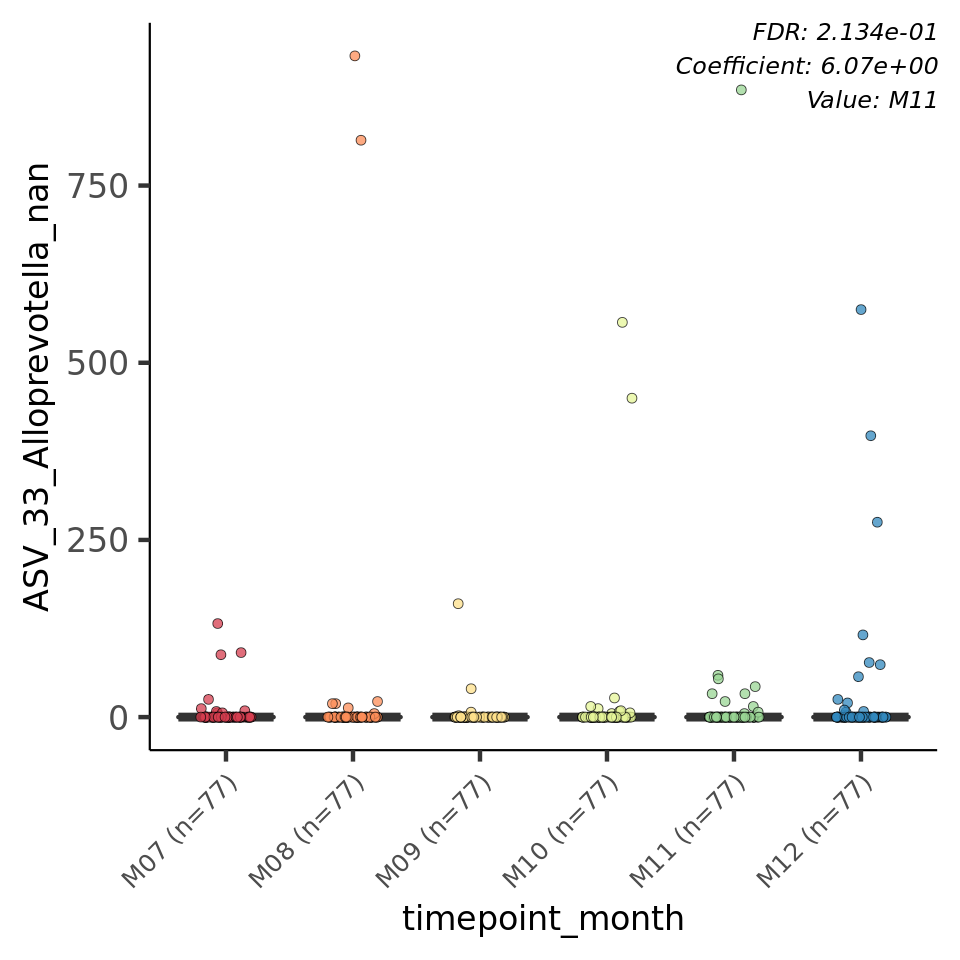 FDR: 2.134e-01
Coefficient: 6.07e+00
Value: M11
ASV_33_Alloprevotella_nan
750
500
250
0
M07 (n=77)
M08 (n=77)
M09 (n=77)
M10 (n=77)
M11 (n=77)
M12 (n=77)
timepoint_month